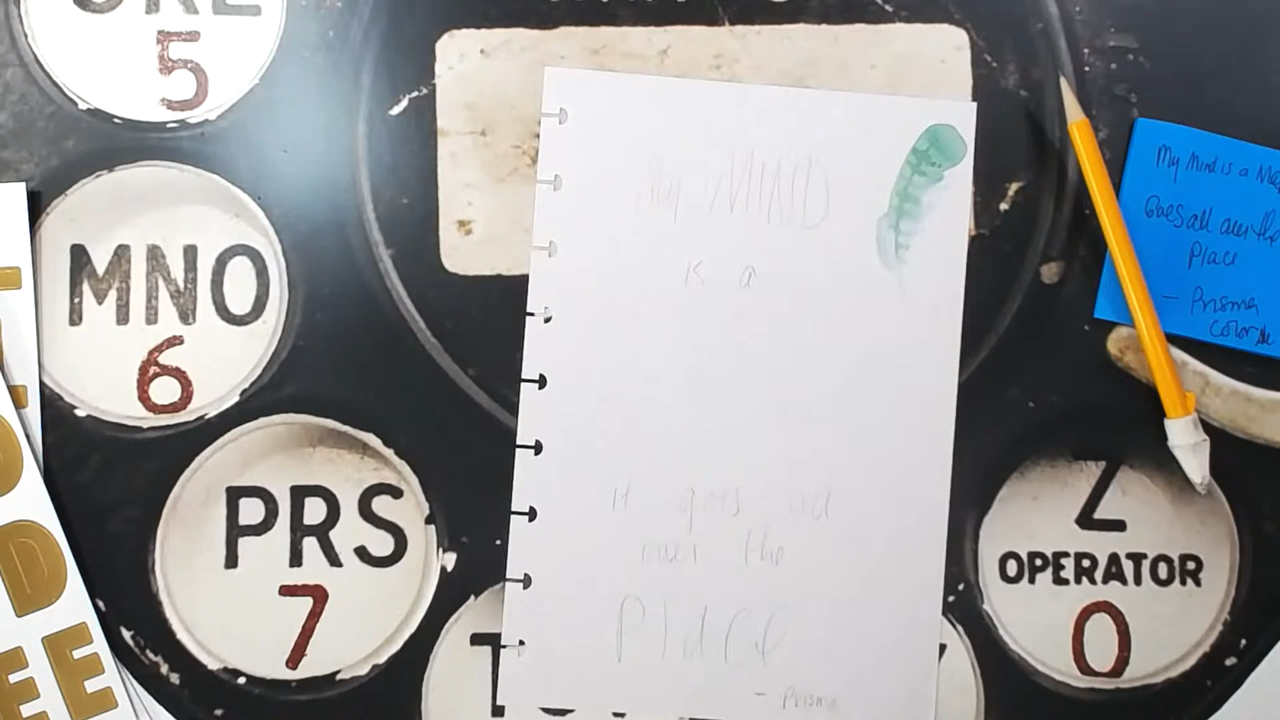 5
MNO
6
PRS
7
Z
OPERATOR
0
My MIND
is a
it goes all
over the
Place
- Prisma
My Mind is a
Goes all over the
Place
- Prisma
color
D
E